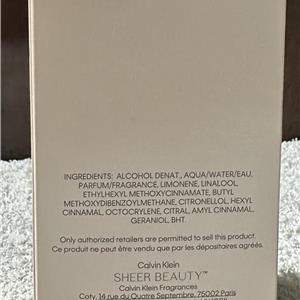 INGREDIENTS: ALCOHOL DENAT., AQUA/WATER/EAU,
PARFUM/FRAGRANCE, LIMONENE, LINALOOL,
ETHYLHEXYL METHOXYCINNAMATE, BUTYL
METHOXYDIBENZOYLMETHANE, CITRONELLOL, HEXYL
CINNAMAL, OCTOCRYLENE, CITRAL, AMYL CINNAMAL,
GERANIOL, BHT.
Only authorized retailers are permitted to sell this product.
Ce produit ne peut être vendu que par les dépositaires agréés.
Calvin Klein
SHEER BEAUTY™
Calvin Klein Fragrances
Coty, 14 rue du Quatre Septembre, 75002 Paris